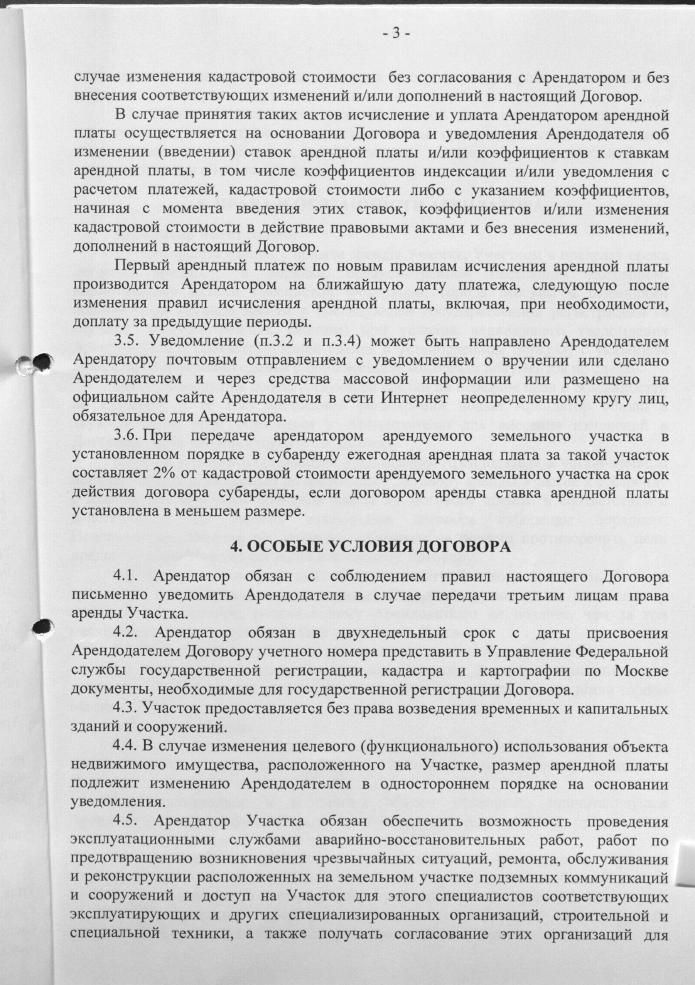 - 3 -
случае изменения кадастровой стоимости без согласования с Арендатором и без
внесения соответствующих изменений и/или дополнений в настоящий Договор.
В случае принятия таких актов исчисление и уплата Арендатором арендной
платы осуществляется на основании Договора и уведомления Арендодателя об
изменении (введении) ставок арендной платы и/или коэффициентов к ставкам
арендной платы, в том числе коэффициентов индексации и/или уведомления с
расчетом платежей, кадастровой стоимости либо с указанием коэффициентов,
начиная с момента введения этих ставок, коэффициентов и/или изменения
кадастровой стоимости в действие правовыми актами и без внесения изменений,
дополнений в настоящий Договор.
Первый арендный платеж по новым правилам исчисления арендной платы
производится Арендатором на ближайшую дату платежа, следующую после
изменения правил исчисления арендной платы, включая, при необходимости,
доплату за предыдущие периоды.
3.5. Уведомление (п.3.2 и п.3.4) может быть направлено Арендодателем
Арендатору почтовым отправлением с уведомлением о вручении или сделано
Арендодателем и через средства массовой информации или размещено на
официальном сайте Арендодателя в сети Интернет неопределенному кругу лиц,
обязательное для Арендатора.
3.6. При передаче арендатором арендуемого земельного участка в
установленном порядке в субаренду ежегодная арендная плата за такой участок
составляет 2% от кадастровой стоимости арендуемого земельного участка на срок
действия договора субаренды, если договором аренды ставка арендной платы
установлена в меньшем размере.
4. ОСОБЫЕ УСЛОВИЯ ДОГОВОРА
4.1. Арендатор обязан с соблюдением правил настоящего Договора
письменно уведомить Арендодателя в случае передачи третьим лицам права
аренды Участка.
4.2. Арендатор обязан в двухнедельный срок с даты присвоения
Арендодателем Договору учетного номера представить в Управление Федеральной
службы государственной регистрации, кадастра и картографии по Москве
документы, необходимые для государственной регистрации Договора.
4.3. Участок предоставляется без права возведения временных и капитальных
зданий и сооружений.
4.4. В случае изменения целевого (функционального) использования объекта
недвижимого имущества, расположенного на Участке, размер арендной платы
подлежит изменению Арендодателем в одностороннем порядке на основании
уведомления.
4.5. Арендатор Участка обязан обеспечить возможность проведения
эксплуатационными службами аварийно-восстановительных работ, работ по
предотвращению возникновения чрезвычайных ситуаций, ремонта, обслуживания
и реконструкции расположенных на земельном участке подземных коммуникаций
и сооружений и доступ на Участок для этого специалистов соответствующих
эксплуатирующих и других специализированных организаций, строительной и
специальной техники, а также получать согласование этих организаций для